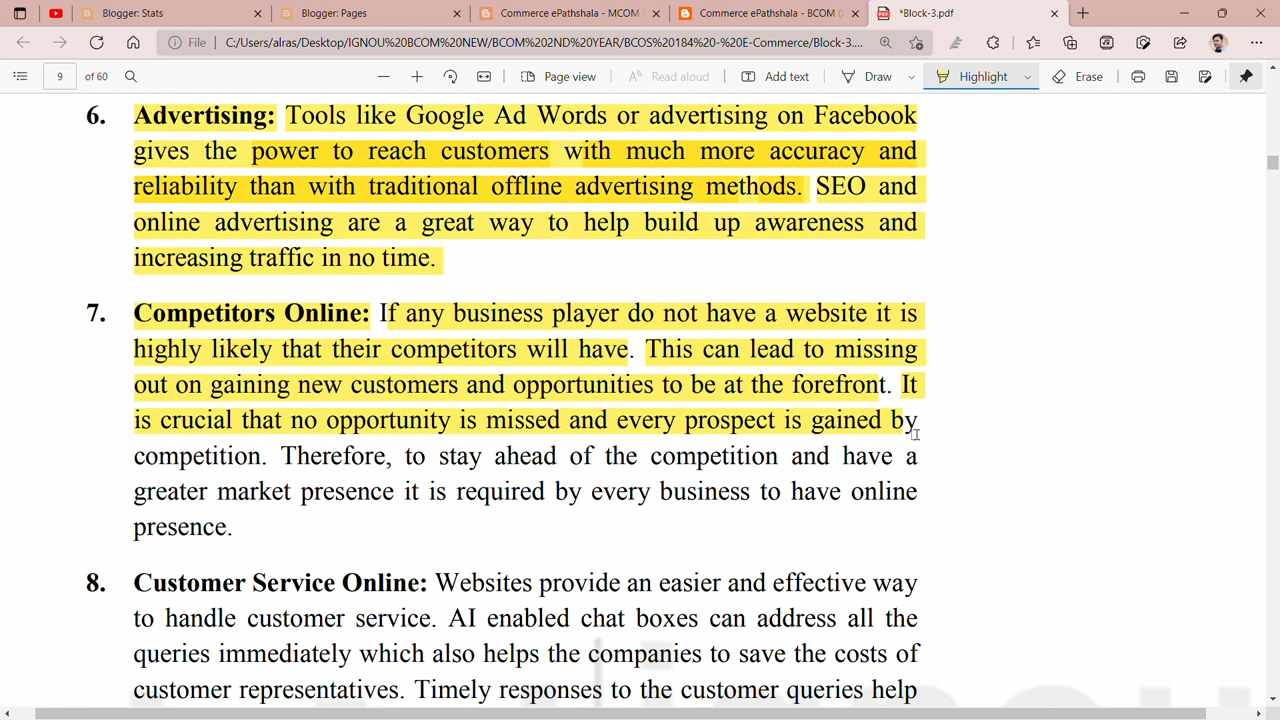 Blogger: Stats
Blogger: Pages
Commerce ePathshala - MCOM
Commerce ePathshala - BCOM (
*Block-3.pdf
File
C:/Users/alras/Desktop/IGNOU%20BCOM%20NEW/BCOM%202ND%20YEAR/BCOS%20184%20-%20E-Commerce/Block-3....
9 of 60
Page view
Read aloud
Add text
Draw
Highlight
Erase
6. Advertising: Tools like Google Ad Words or advertising on Facebook
gives the power to reach customers with much more accuracy and
reliability than with traditional offline advertising methods. SEO and
online advertising are a great way to help build up awareness and
increasing traffic in no time.
7. Competitors Online: If any business player do not have a website it is
highly likely that their competitors will have. This can lead to missing
out on gaining new customers and opportunities to be at the forefront. It
is crucial that no opportunity is missed and every prospect is gained by
competition. Therefore, to stay ahead of the competition and have a
greater market presence it is required by every business to have online
presence.
8. Customer Service Online: Websites provide an easier and effective way
to handle customer service. AI enabled chat boxes can address all the
queries immediately which also helps the companies to save the costs of
customer representatives. Timely responses to the customer queries help